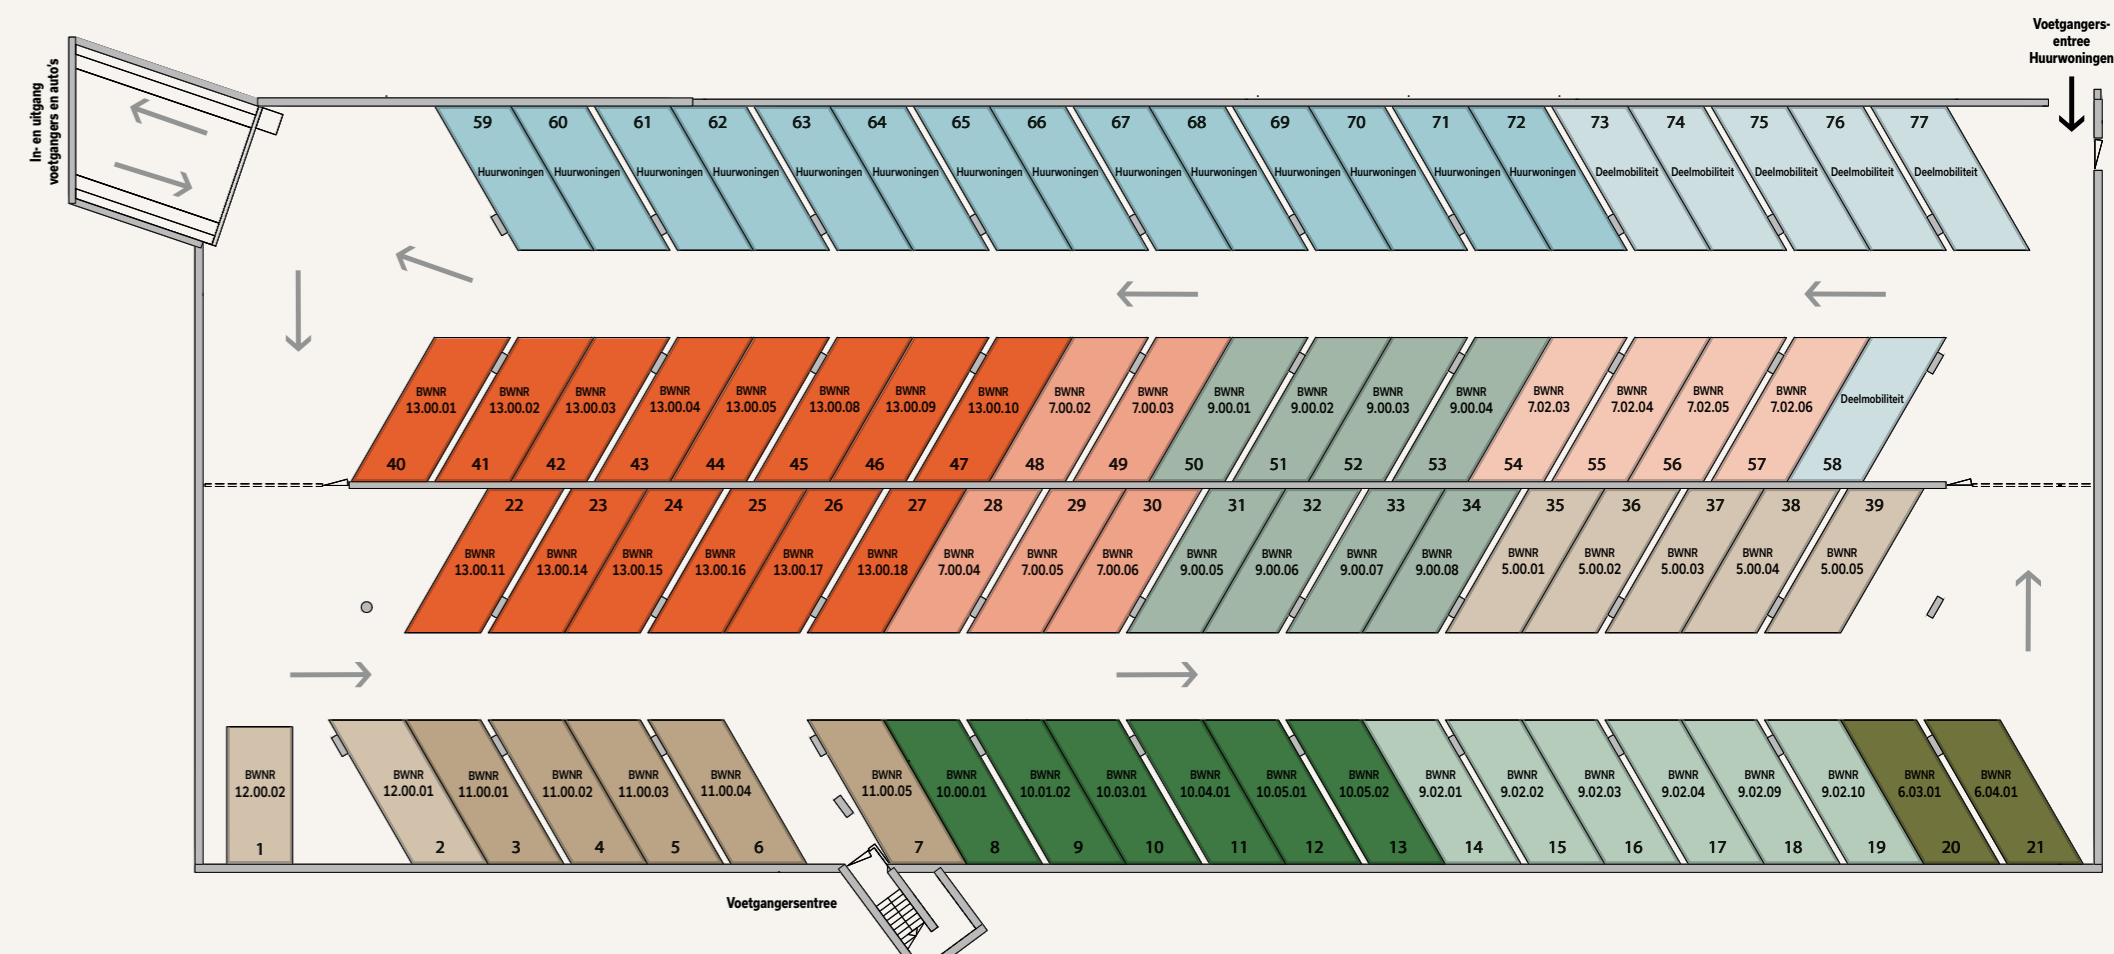 Voetgangers-
entree
Huurwoningen
In- en uitgang
voetgangers en auto's
59 60 61 62 63 64 65 66 67 68 69 70 71 72 73 74 75 76 77
Huurwoningen Huurwoningen Huurwoningen Huurwoningen Huurwoningen Huurwoningen Huurwoningen Huurwoningen Huurwoningen Huurwoningen Huurwoningen Huurwoningen Huurwoningen Huurwoningen Deelmobiliteit Deelmobiliteit Deelmobiliteit Deelmobiliteit Deelmobiliteit
BWNR BWNR BWNR BWNR BWNR BWNR BWNR BWNR BWNR BWNR BWNR BWNR BWNR BWNR BWNR BWNR BWNR BWNR Deelmobiliteit
13.00.01 13.00.02 13.00.03 13.00.04 13.00.05 13.00.08 13.00.09 13.00.10 7.00.02 7.00.03 9.00.01 9.00.02 9.00.03 9.00.04 7.02.03 7.02.04 7.02.05 7.02.06
40 41 42 43 44 45 46 47 48 49 50 51 52 53 54 55 56 57 58
22 23 24 25 26 27 28 29 30 31 32 33 34 35 36 37 38 39
BWNR BWNR BWNR BWNR BWNR BWNR BWNR BWNR BWNR BWNR BWNR BWNR BWNR BWNR BWNR BWNR BWNR BWNR
13.00.11 13.00.14 13.00.15 13.00.16 13.00.17 13.00.18 7.00.04 7.00.05 7.00.06 9.00.05 9.00.06 9.00.07 9.00.08 5.00.01 5.00.02 5.00.03 5.00.04 5.00.05
BWNR BWNR BWNR BWNR BWNR BWNR BWNR BWNR BWNR BWNR BWNR BWNR BWNR BWNR BWNR BWNR BWNR BWNR BWNR BWNR BWNR
12.00.02 12.00.01 11.00.01 11.00.02 11.00.03 11.00.04 11.00.05 10.00.01 10.01.02 10.03.01 10.04.01 10.05.01 10.05.02 9.02.01 9.02.02 9.02.03 9.02.04 9.02.09 9.02.10 6.03.01 6.04.01
1 2 3 4 5 6 7 8 9 10 11 12 13 14 15 16 17 18 19 20 21
Voetgangersentree